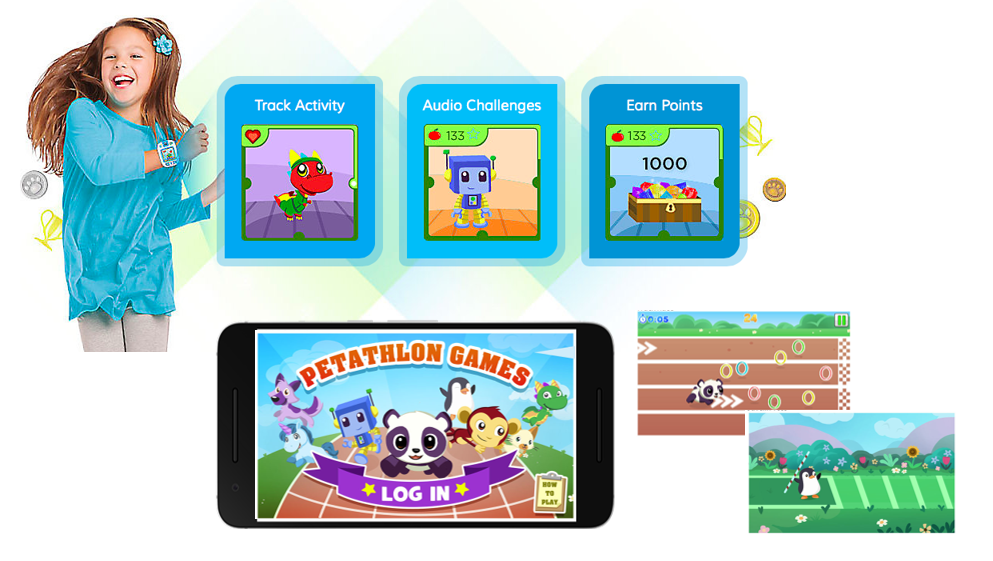 Track Activity
Audio Challenges
Earn Points
133
133
1000
PETATHLON GAMES
LOG IN
HOW
TO
PLAY